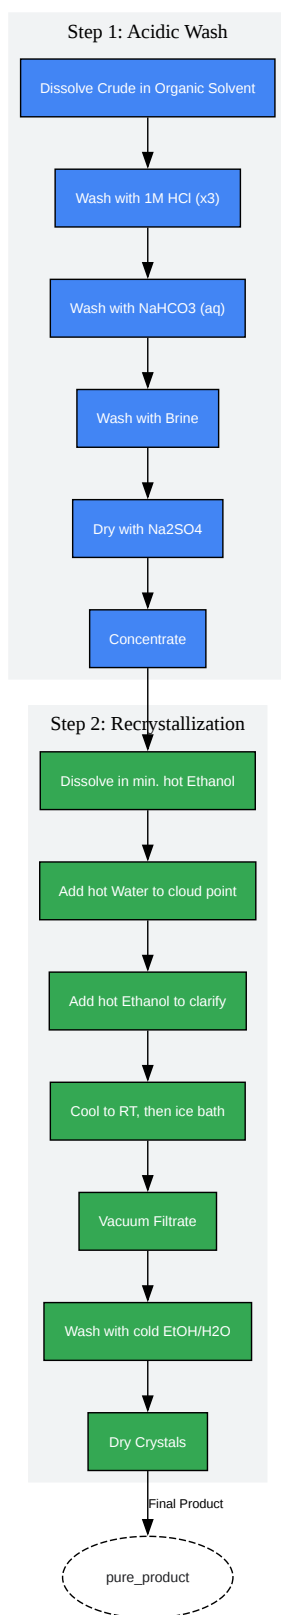 Step 1: Acidic Wash
Dissolve Crude in Organic Solvent
Wash with 1M HCl (x3)
Wash with NaHCO3 (aq)
Wash with Brine
Dry with Na2SO4
Concentrate
Step 2: Recrystallization
Dissolve in min. hot Ethanol
Add hot Water to cloud point
Add hot Ethanol to clarify
Cool to RT, then ice bath
Vacuum Filtrate
Wash with cold EtOH/H2O
Dry Crystals
Final Product
pure_product